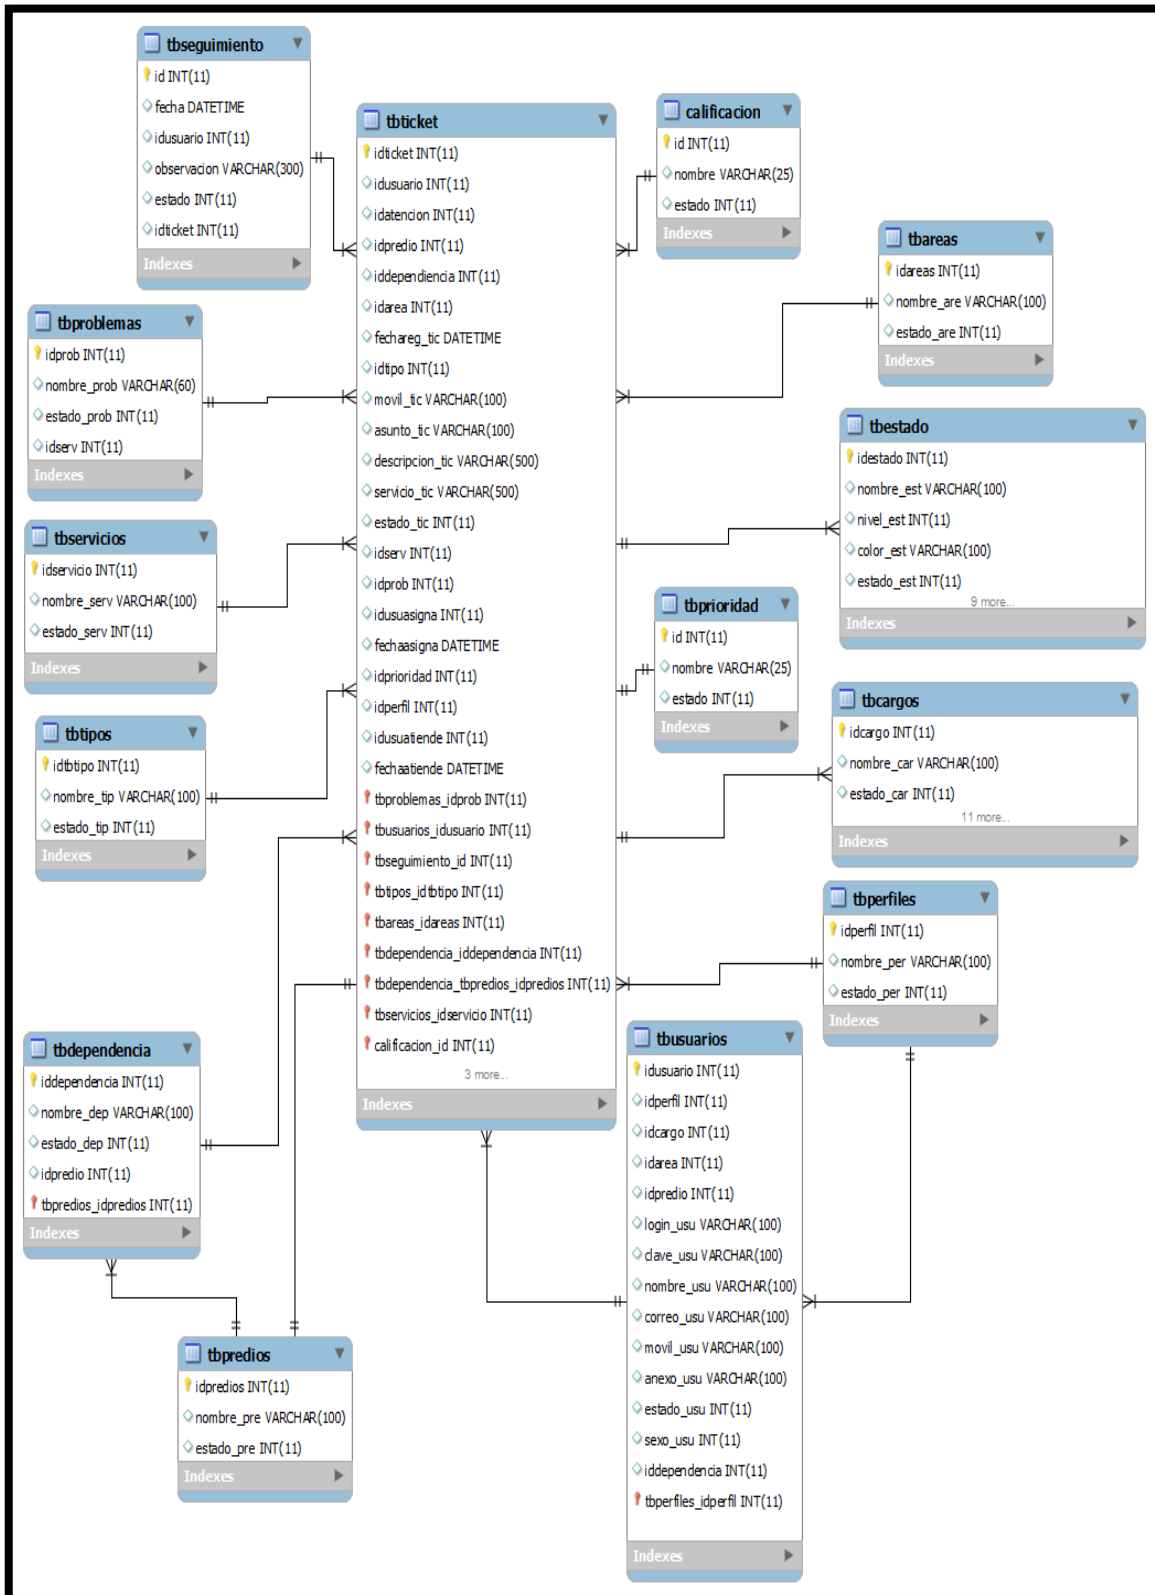 tbseguimiento
id INT(11)
fecha DATETIME
idusuario INT(11)
observacion VARCHAR(300)
estado INT(11)
idticket INT(11)
Indexes
tbproblemas
idprob INT(11)
nombre_prob VARCHAR(60)
estado_prob INT(11)
idserv INT(11)
Indexes
tbservicios
idservicio INT(11)
nombre_serv VARCHAR(100)
estado_serv INT(11)
Indexes
tbtipos
idtbtipo INT(11)
nombre_tip VARCHAR(100)
estado_tip INT(11)
Indexes
tbdependencia
iddependencia INT(11)
nombre_dep VARCHAR(100)
estado_dep INT(11)
idpredio INT(11)
tbpredios_idpredios INT(11)
Indexes
tbpredios
idpredios INT(11)
nombre_pre VARCHAR(100)
estado_pre INT(11)
Indexes
tbticket
idticket INT(11)
idusuario INT(11)
idatencion INT(11)
idpredio INT(11)
iddependiencia INT(11)
idarea INT(11)
fechareg_tic DATETIME
idtipo INT(11)
movil_tic VARCHAR(100)
asunto_tic VARCHAR(100)
descripcion_tic VARCHAR(500)
servicio_tic VARCHAR(500)
estado_tic INT(11)
idserv INT(11)
idprob INT(11)
idusuasigna INT(11)
fechaasigna DATETIME
idprioridad INT(11)
idperfil INT(11)
idusuatiende INT(11)
fechaatiende DATETIME
tbproblemas_idprob INT(11)
tbusuarios_idusuario INT(11)
tbseguimiento_id INT(11)
tbtipos_idtbtipo INT(11)
tbareas_idareas INT(11)
tbdependencia_iddependencia INT(11)
tbdependencia_tbpredios_idpredios INT(11)
tbservicios_idservicio INT(11)
calificacion_id INT(11)
3 more...
Indexes
calificacion
id INT(11)
nombre VARCHAR(25)
estado INT(11)
Indexes
tbareas
idareas INT(11)
nombre_are VARCHAR(100)
estado_are INT(11)
Indexes
tbestado
idestado INT(11)
nombre_est VARCHAR(100)
nivel_est INT(11)
color_est VARCHAR(100)
estado_est INT(11)
9 more...
Indexes
tbprioridad
id INT(11)
nombre VARCHAR(25)
estado INT(11)
Indexes
tbcargos
idcargo INT(11)
nombre_car VARCHAR(100)
estado_car INT(11)
11 more...
Indexes
tbperfiles
idperfil INT(11)
nombre_per VARCHAR(100)
estado_per INT(11)
Indexes
tbusuarios
idusuario INT(11)
idperfil INT(11)
idcargo INT(11)
idarea INT(11)
idpredio INT(11)
login_usu VARCHAR(100)
clave_usu VARCHAR(100)
nombre_usu VARCHAR(100)
correo_usu VARCHAR(100)
movil_usu VARCHAR(100)
anexo_usu VARCHAR(100)
estado_usu INT(11)
sexo_usu INT(11)
iddependencia INT(11)
tbperfiles_idperfil INT(11)
Indexes